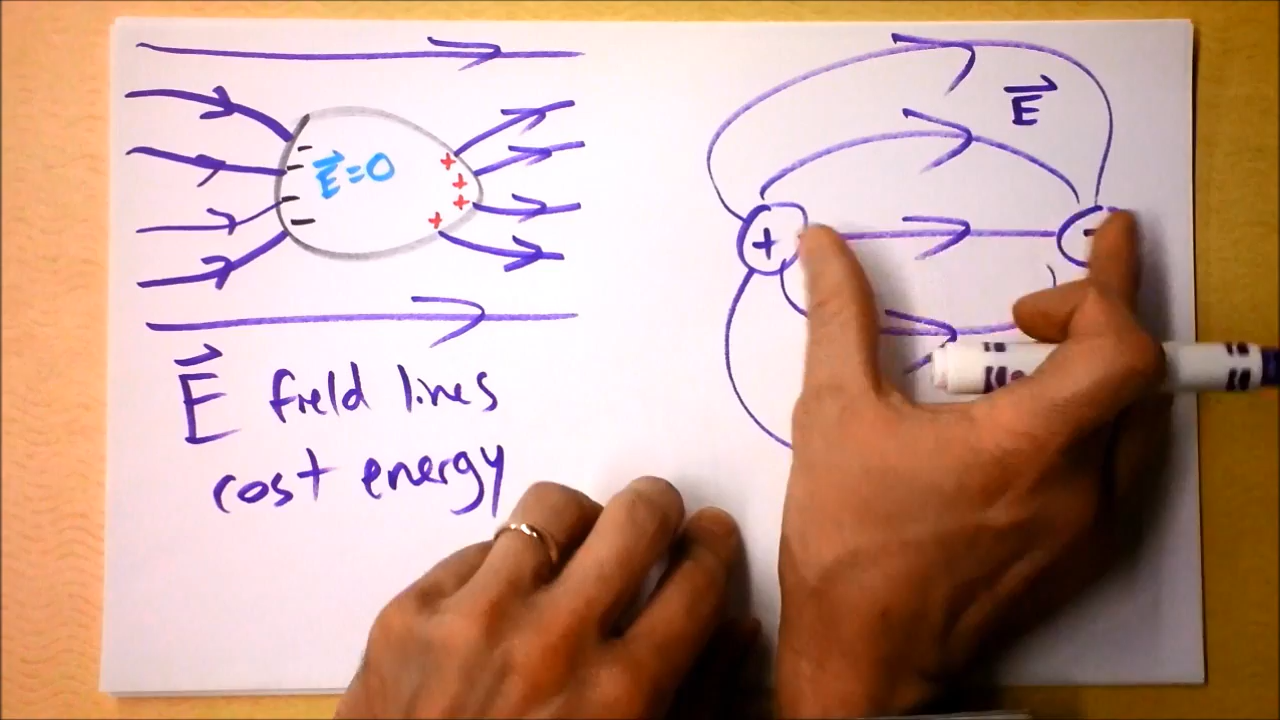 E⃗=0
- - - -
+ + + +
E⃗
+ -
E⃗ field lines
cost energy